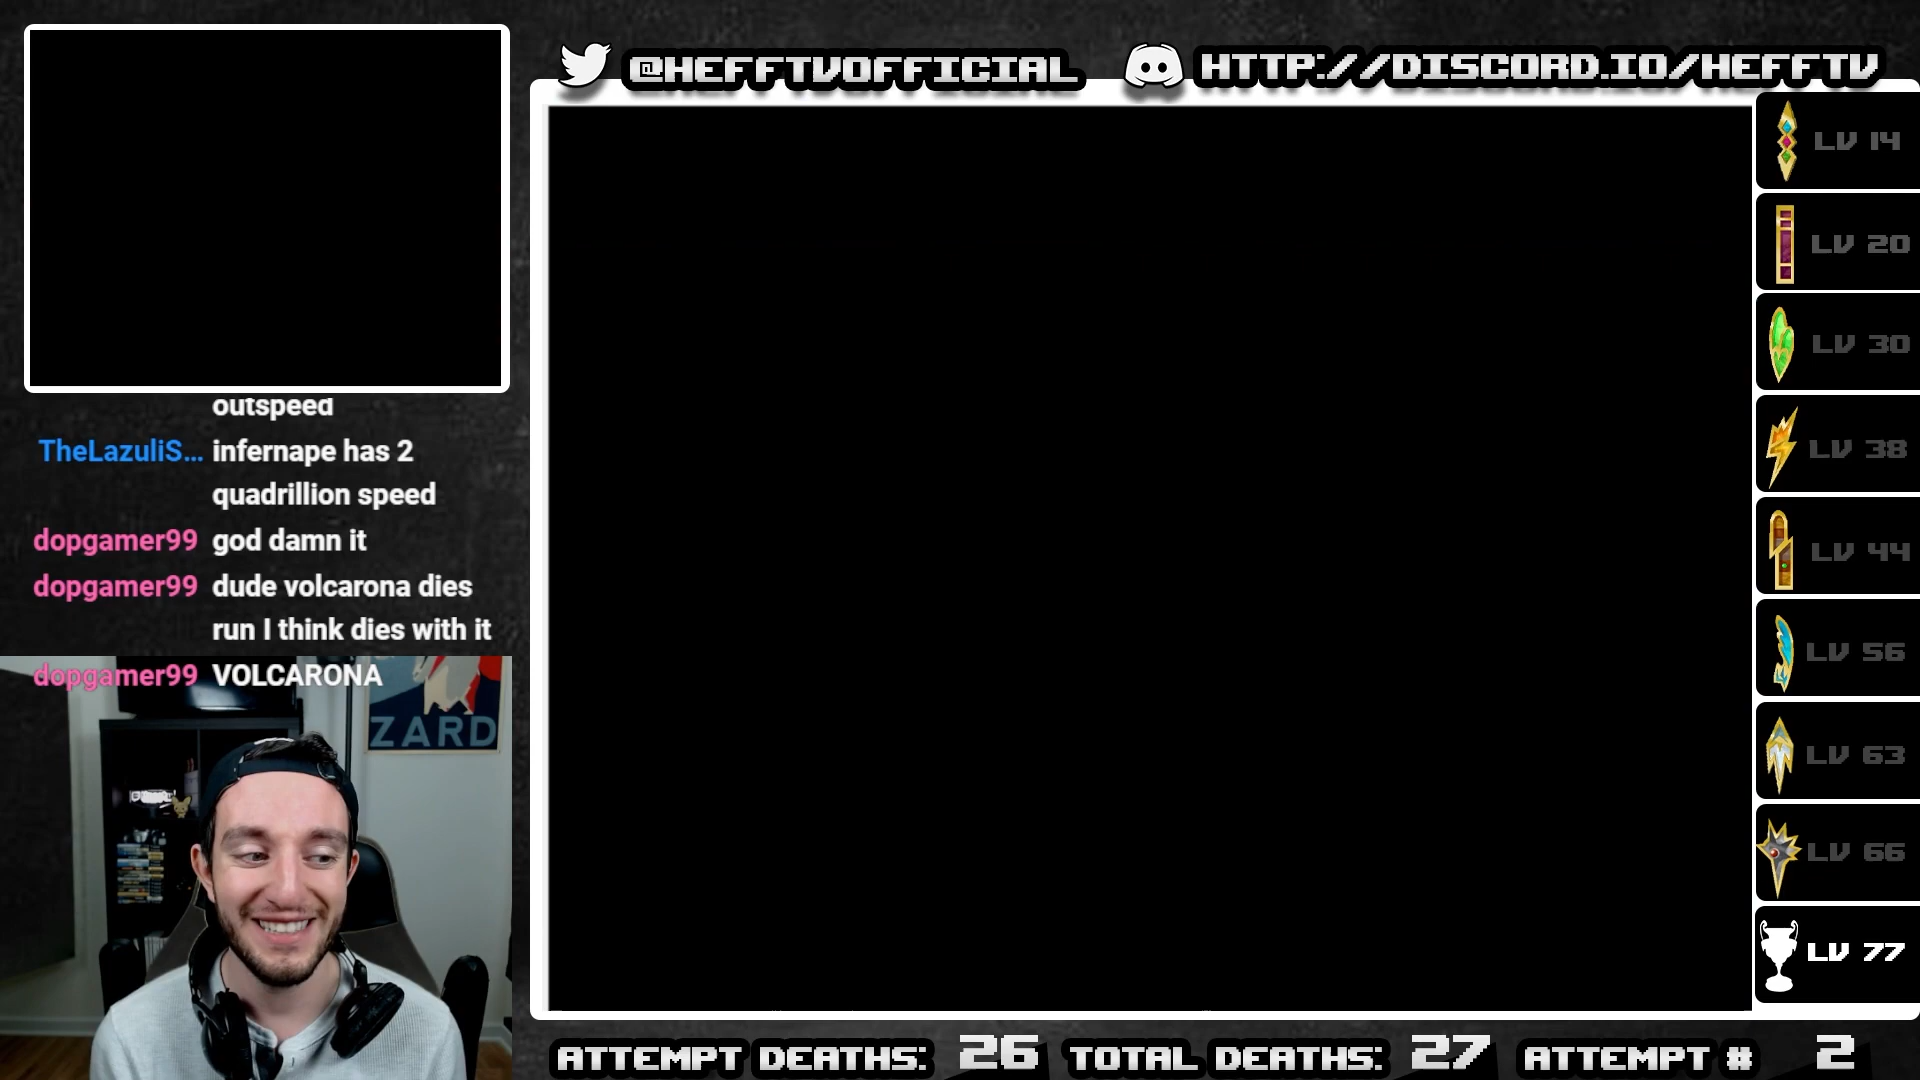 @HEFFTVOFFICIAL
HTTP://DISCORD.IO/HEFFTV
LV 14
LV 20
LV 30
LV 38
LV 44
LV 56
LV 63
LV 66
LV 77
outspeed
TheLazuliS... infernape has 2
quadrillion speed
dopgamer99 god damn it
dopgamer99 dude volcarona dies
run I think dies with it
dopgamer99 VOLCARONA
ZARD
ATTEMPT DEATHS: 26 TOTAL DEATHS: 27 ATTEMPT # 2